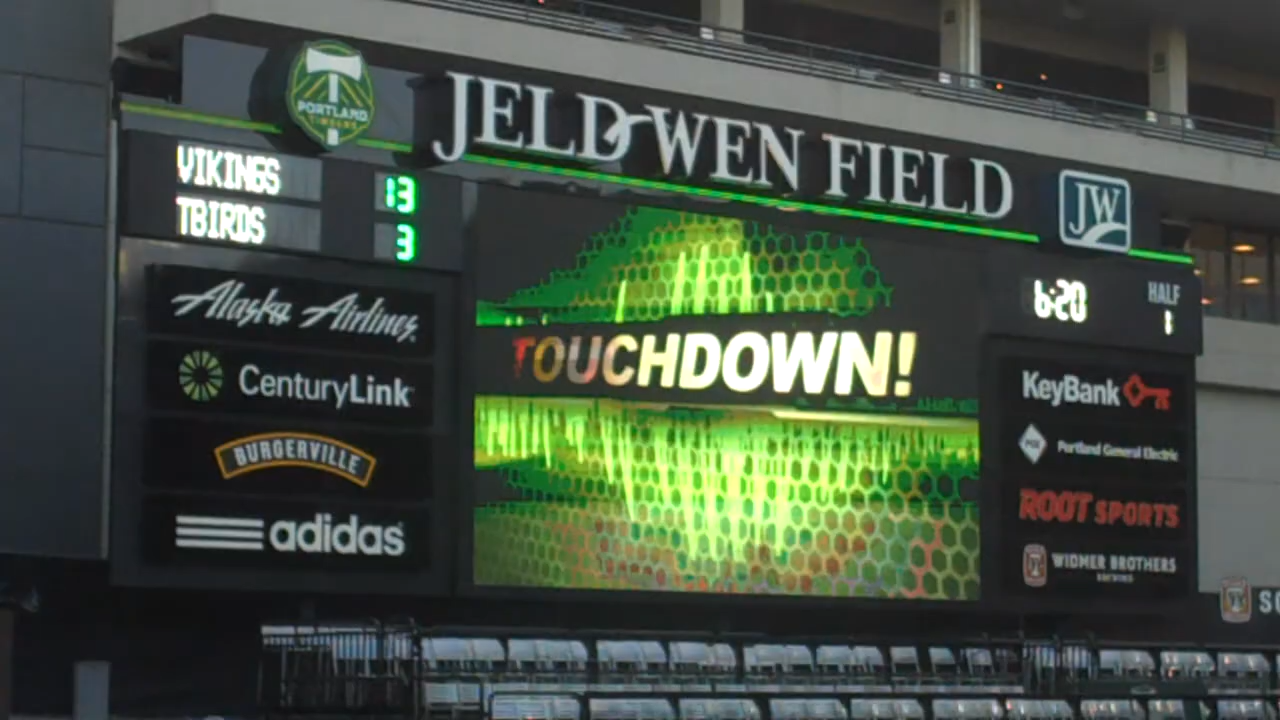 PORTLAND
TIMBERS
JELD-WEN FIELD
JW
VIKINGS 13
TBIRDS 3
6:20
HALF
1
Alaska Airlines
CenturyLink
BURGERVILLE
adidas
TOUCHDOWN!
KeyBank
Portland General Electric
ROOT SPORTS
WIDMER BROTHERS
BREWING